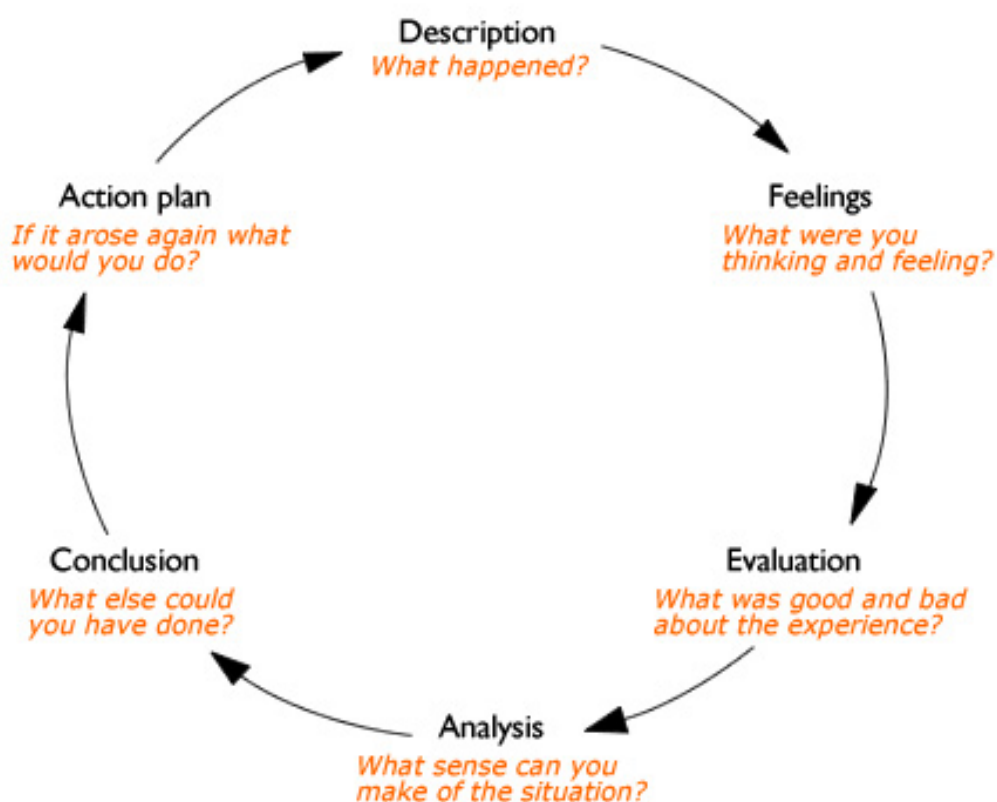 Description
What happened?
Feelings
What were you
thinking and feeling?
Evaluation
What was good and bad
about the experience?
Analysis
What sense can you
make of the situation?
Conclusion
What else could
you have done?
Action plan
If it arose again what
would you do?